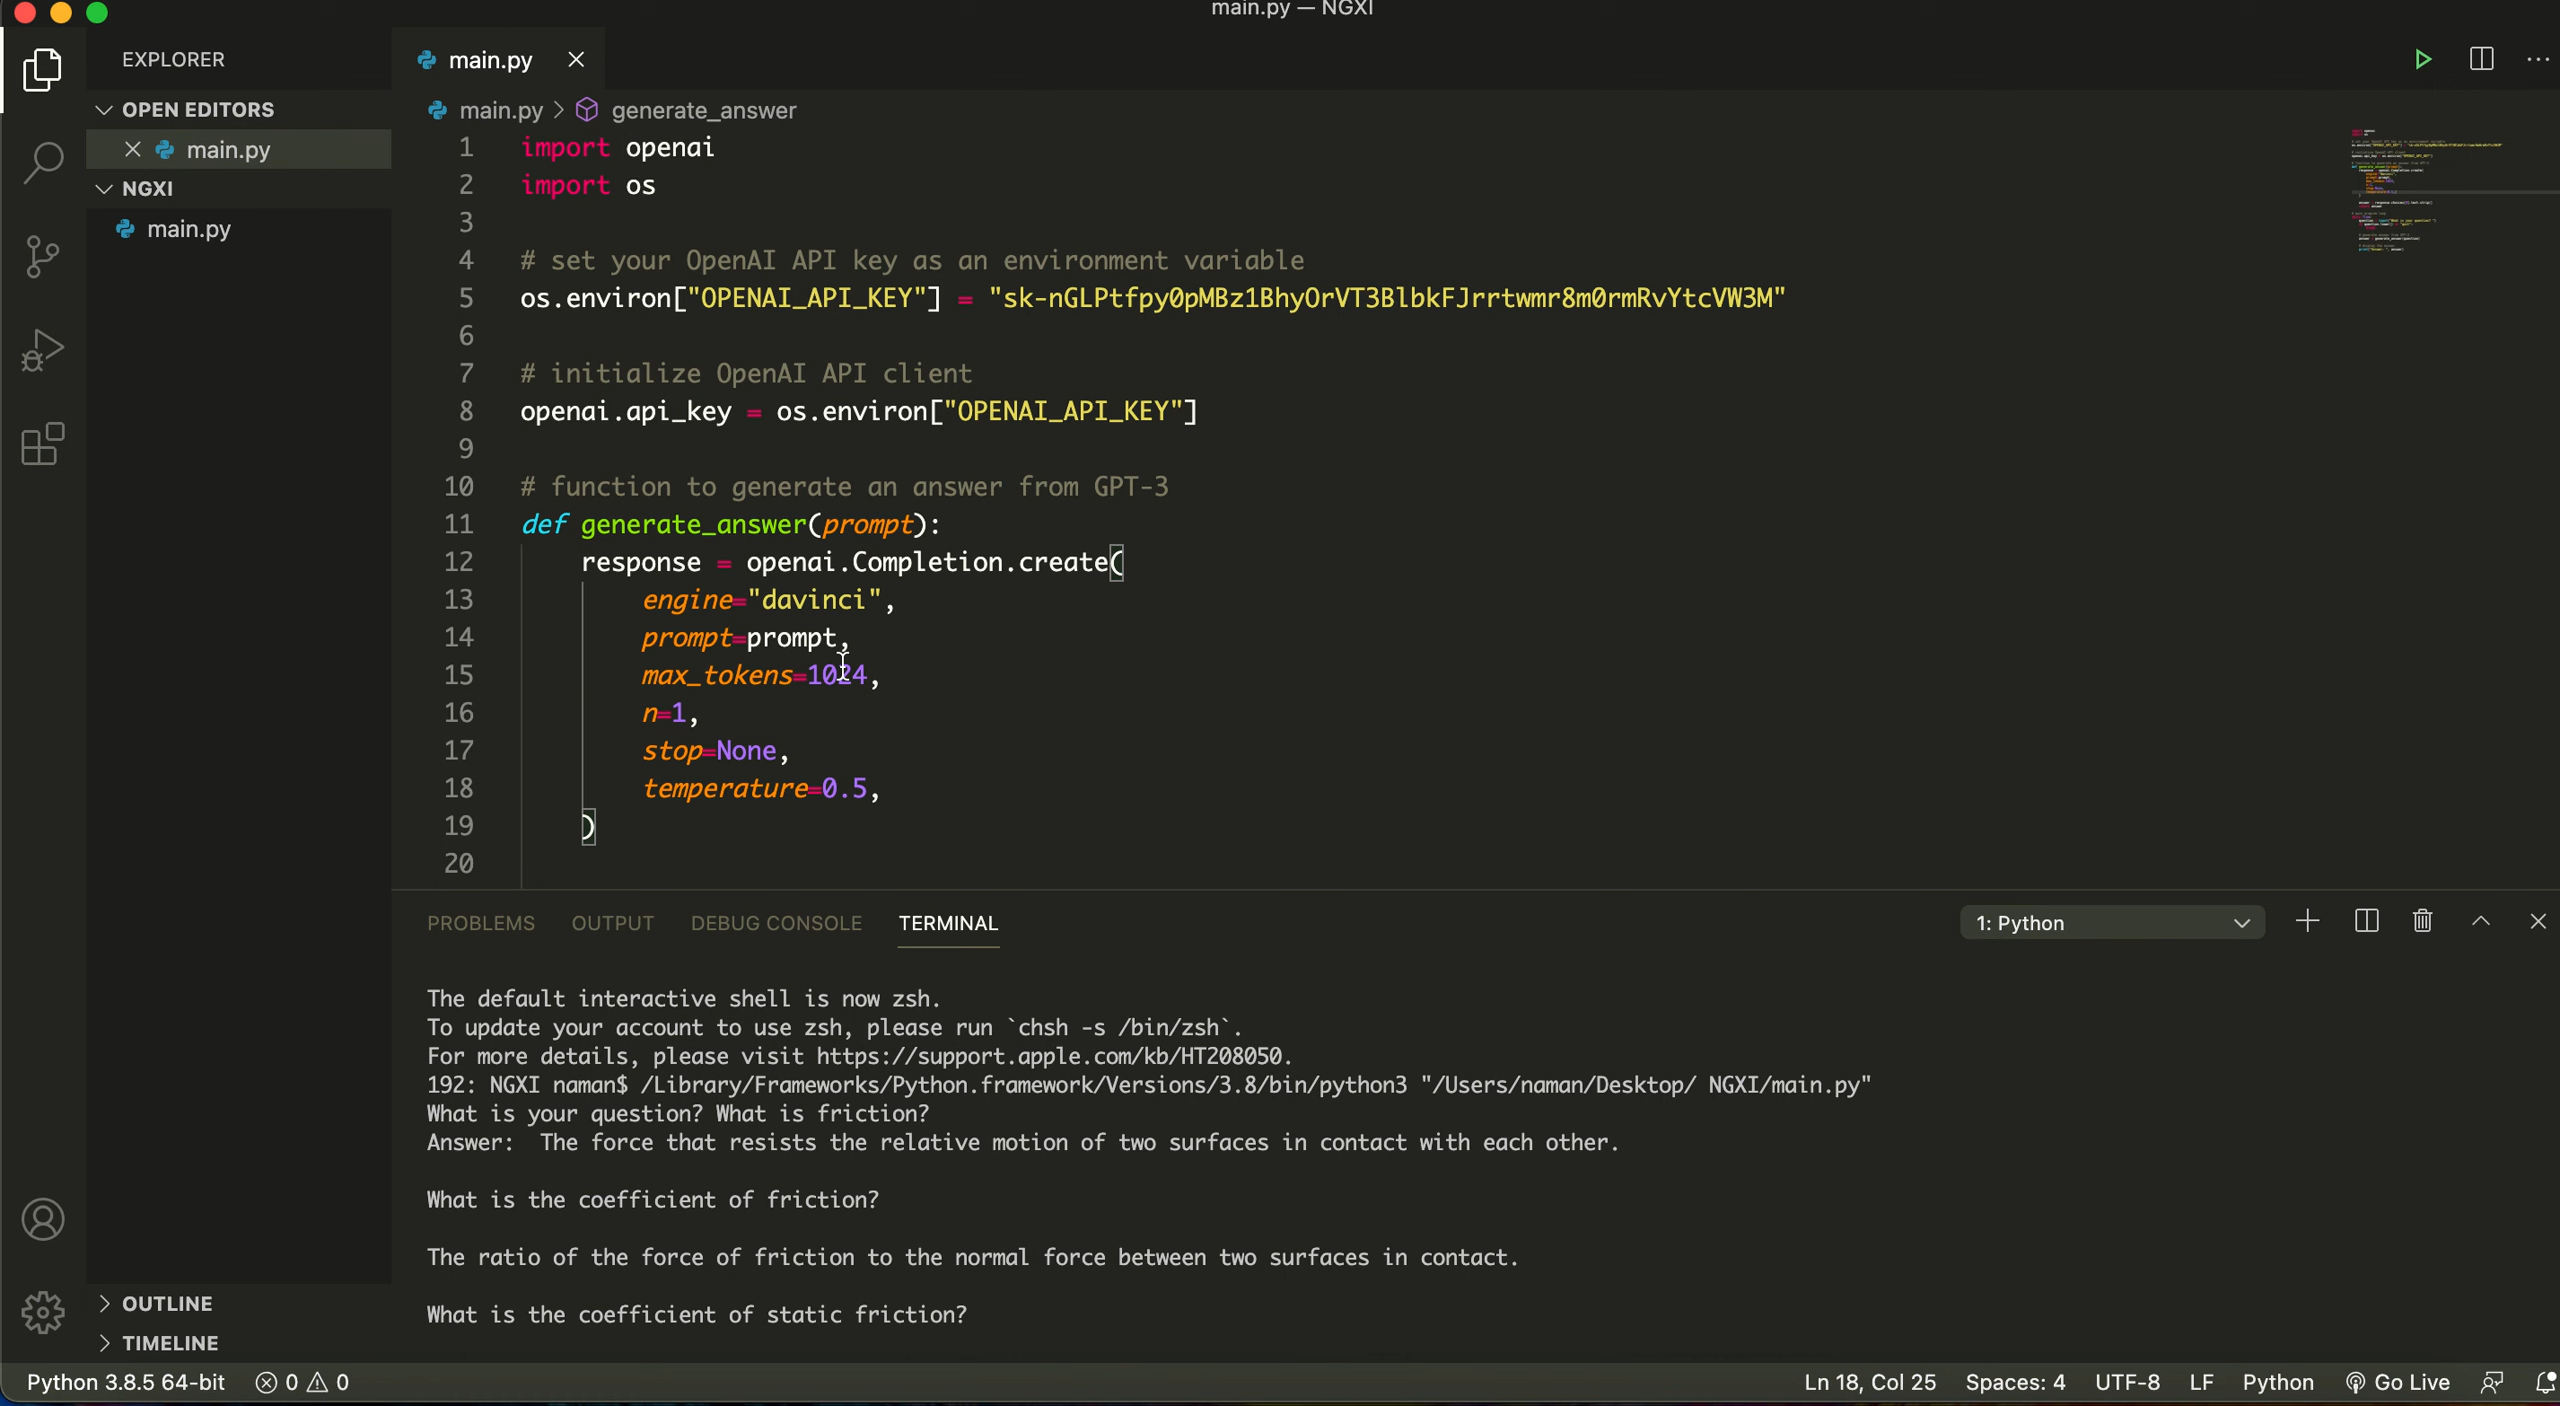 main.py — NGXI
EXPLORER
OPEN EDITORS
main.py
NGXI
main.py
main.py
main.py > generate_answer
1 import openai
2 import os
3
4 # set your OpenAI API key as an environment variable
5 os.environ["OPENAI_API_KEY"] = "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"
6
7 # initialize OpenAI API client
8 openai.api_key = os.environ["OPENAI_API_KEY"]
9
10 # function to generate an answer from GPT-3
11 def generate_answer(prompt):
12 response = openai.Completion.create(
13 engine="davinci",
14 prompt=prompt,
15 max_tokens=1024,
16 n=1,
17 stop=None,
18 temperature=0.5,
19 )
20
PROBLEMS OUTPUT DEBUG CONSOLE TERMINAL 1: Python
The default interactive shell is now zsh.
To update your account to use zsh, please run `chsh -s /bin/zsh`.
For more details, please visit https://support.apple.com/kb/HT208050.
192: NGXI naman$ /Library/Frameworks/Python.framework/Versions/3.8/bin/python3 "/Users/naman/Desktop/ NGXI/main.py"
What is your question? What is friction?
Answer:  The force that resists the relative motion of two surfaces in contact with each other.
What is the coefficient of friction?
The ratio of the force of friction to the normal force between two surfaces in contact.
What is the coefficient of static friction?
OUTLINE
TIMELINE
Python 3.8.5 64-bit 0 0 Ln 18, Col 25 Spaces: 4 UTF-8 LF Python Go Live